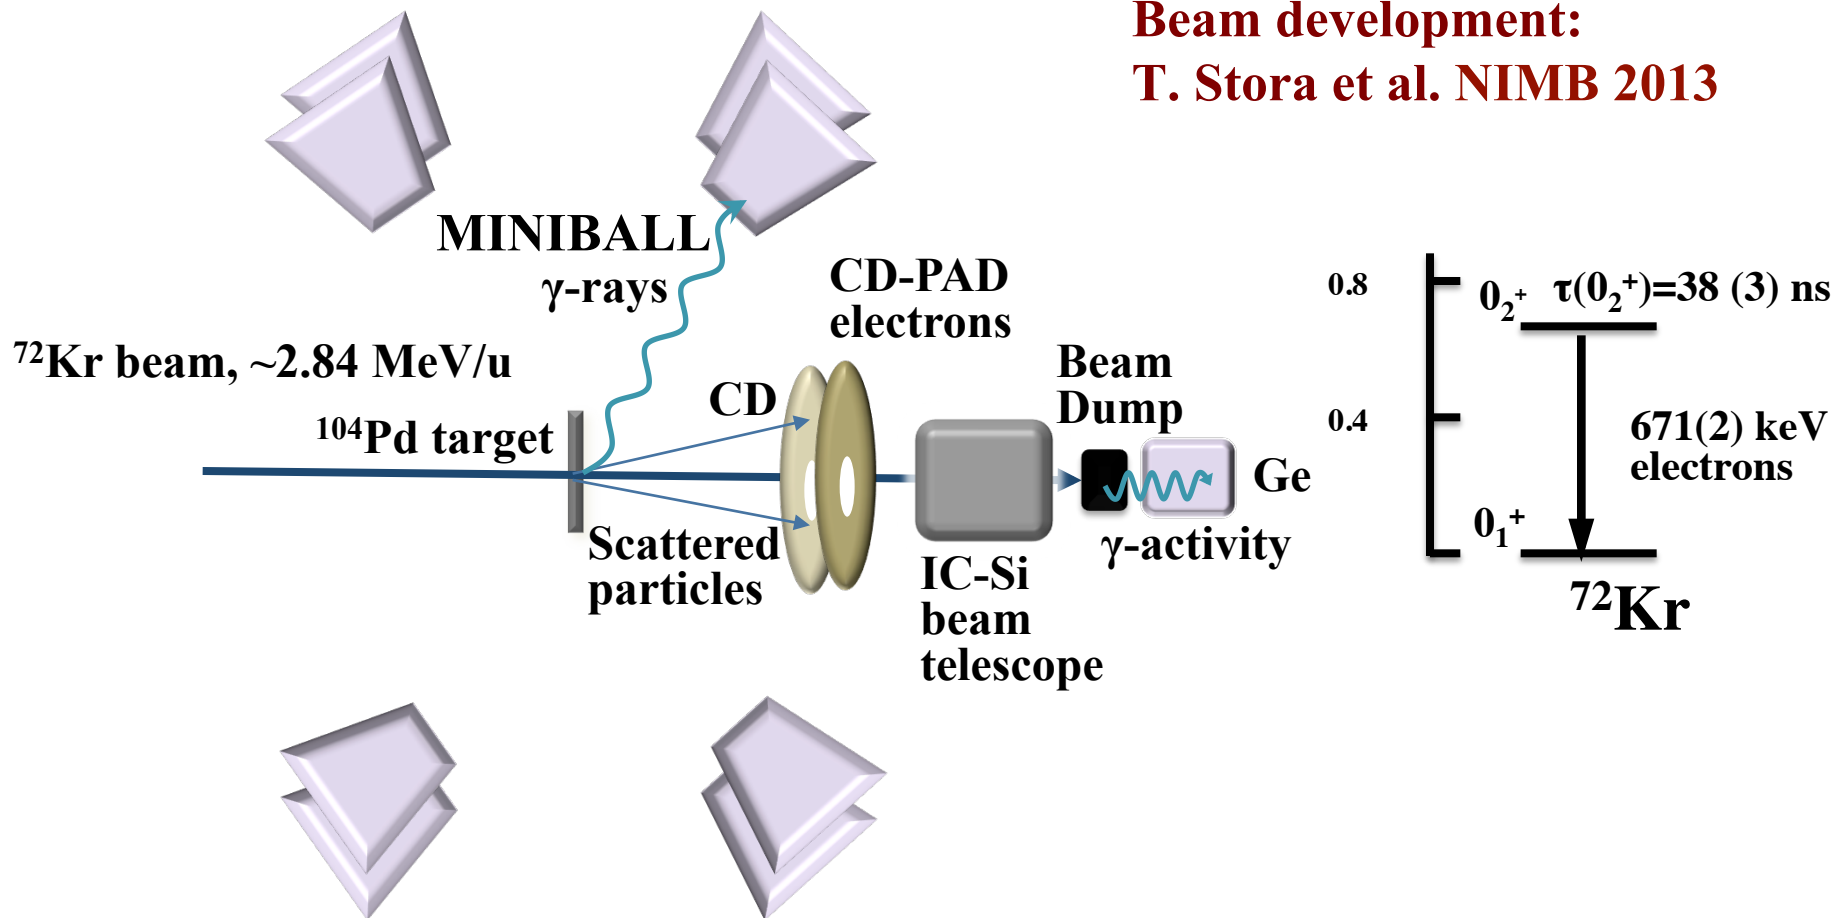 Beam development:
T. Stora et al. NIMB 2013
MINIBALL
γ-rays
CD-PAD
electrons
⁷²Kr beam, ~2.84 MeV/u
CD
Beam
Dump
¹⁰⁴Pd target
Ge
Scattered
particles
γ-activity
IC-Si
beam
telescope
0.8
0₂⁺
τ(0₂⁺)=38 (3) ns
0.4
671(2) keV
electrons
0₁⁺
⁷²Kr